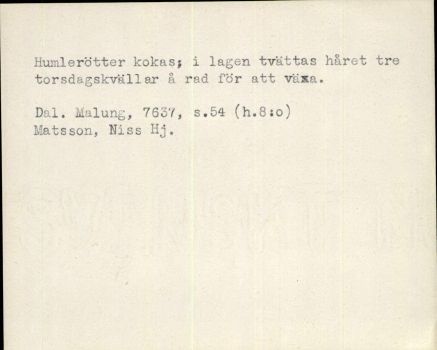 Humlerötter kokas; i lagen tvättas håret tre
torsdagskvällar å rad för att växa.
Dal. Malung, 7637, s.54 (h.8:o)
Matsson, Niss Hj.